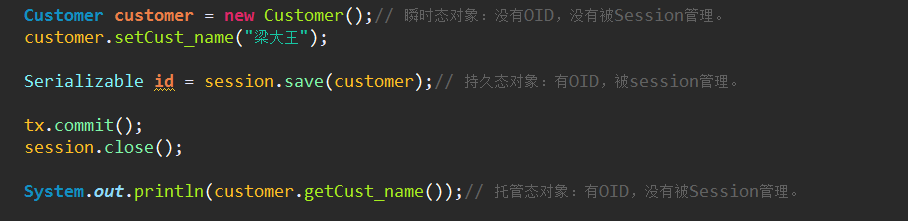 Customer customer = new Customer();// 瞬时态对象：没有OID，没有被Session管理。
customer.setCust_name("梁大王");
Serializable id = session.save(customer);// 持久态对象：有OID，被session管理。
tx.commit();
session.close();
System.out.println(customer.getCust_name());// 托管态对象：有OID，没有被Session管理。